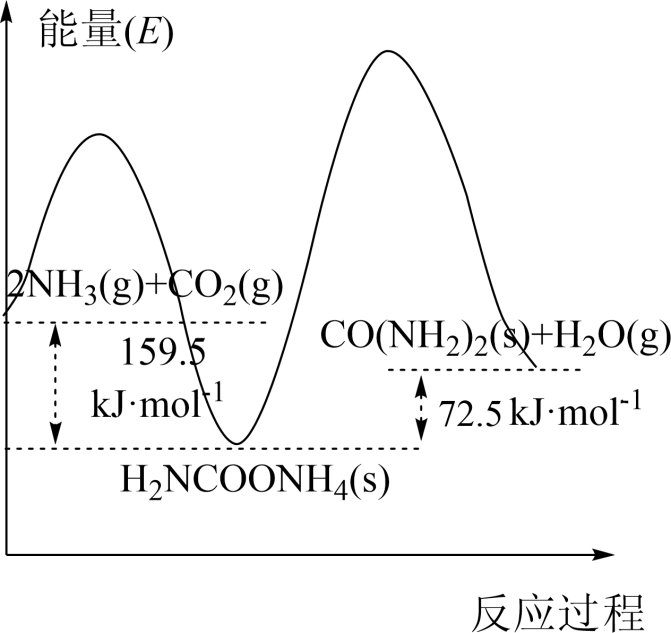 能量(E)
2NH₃(g)+CO₂(g)
159.5
kJ·mol⁻¹
CO(NH₂)₂(s)+H₂O(g)
72.5 kJ·mol⁻¹
H₂NCOONH₄(s)
反应过程